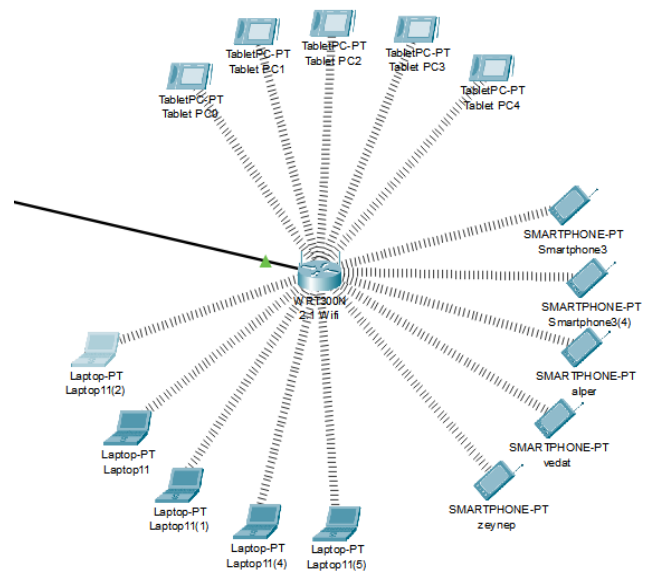 TabletPC-PT
Tablet PC0
TabletPC-PT
Tablet PC1
TabletPC-PT
Tablet PC2
TabletPC-PT
Tablet PC3
TabletPC-PT
Tablet PC4
SMARTPHONE-PT
Smartphone3
SMARTPHONE-PT
Smartphone3(4)
SMARTPHONE-PT
alper
SMARTPHONE-PT
vedat
SMARTPHONE-PT
zeynep
WRT300N
2.1 Wifi
Laptop-PT
Laptop11(2)
Laptop-PT
Laptop11
Laptop-PT
Laptop11(1)
Laptop-PT
Laptop11(4)
Laptop-PT
Laptop11(5)